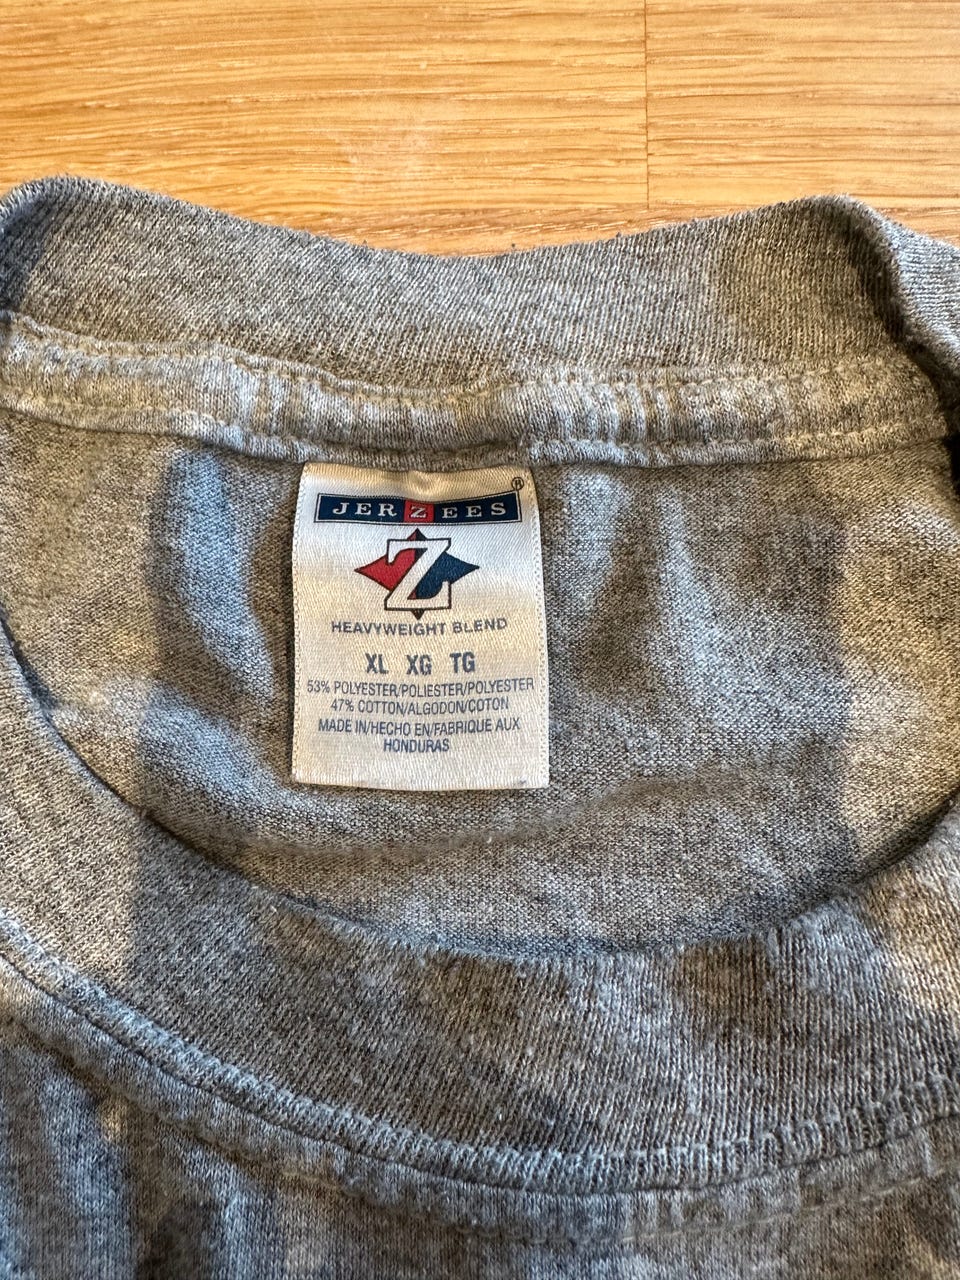 JERZEES®
Z
HEAVYWEIGHT BLEND
XL XG TG
53% POLYESTER/POLIESTER/POLYESTER
47% COTTON/ALGODON/COTON
MADE IN/HECHO EN/FABRIQUE AUX
HONDURAS